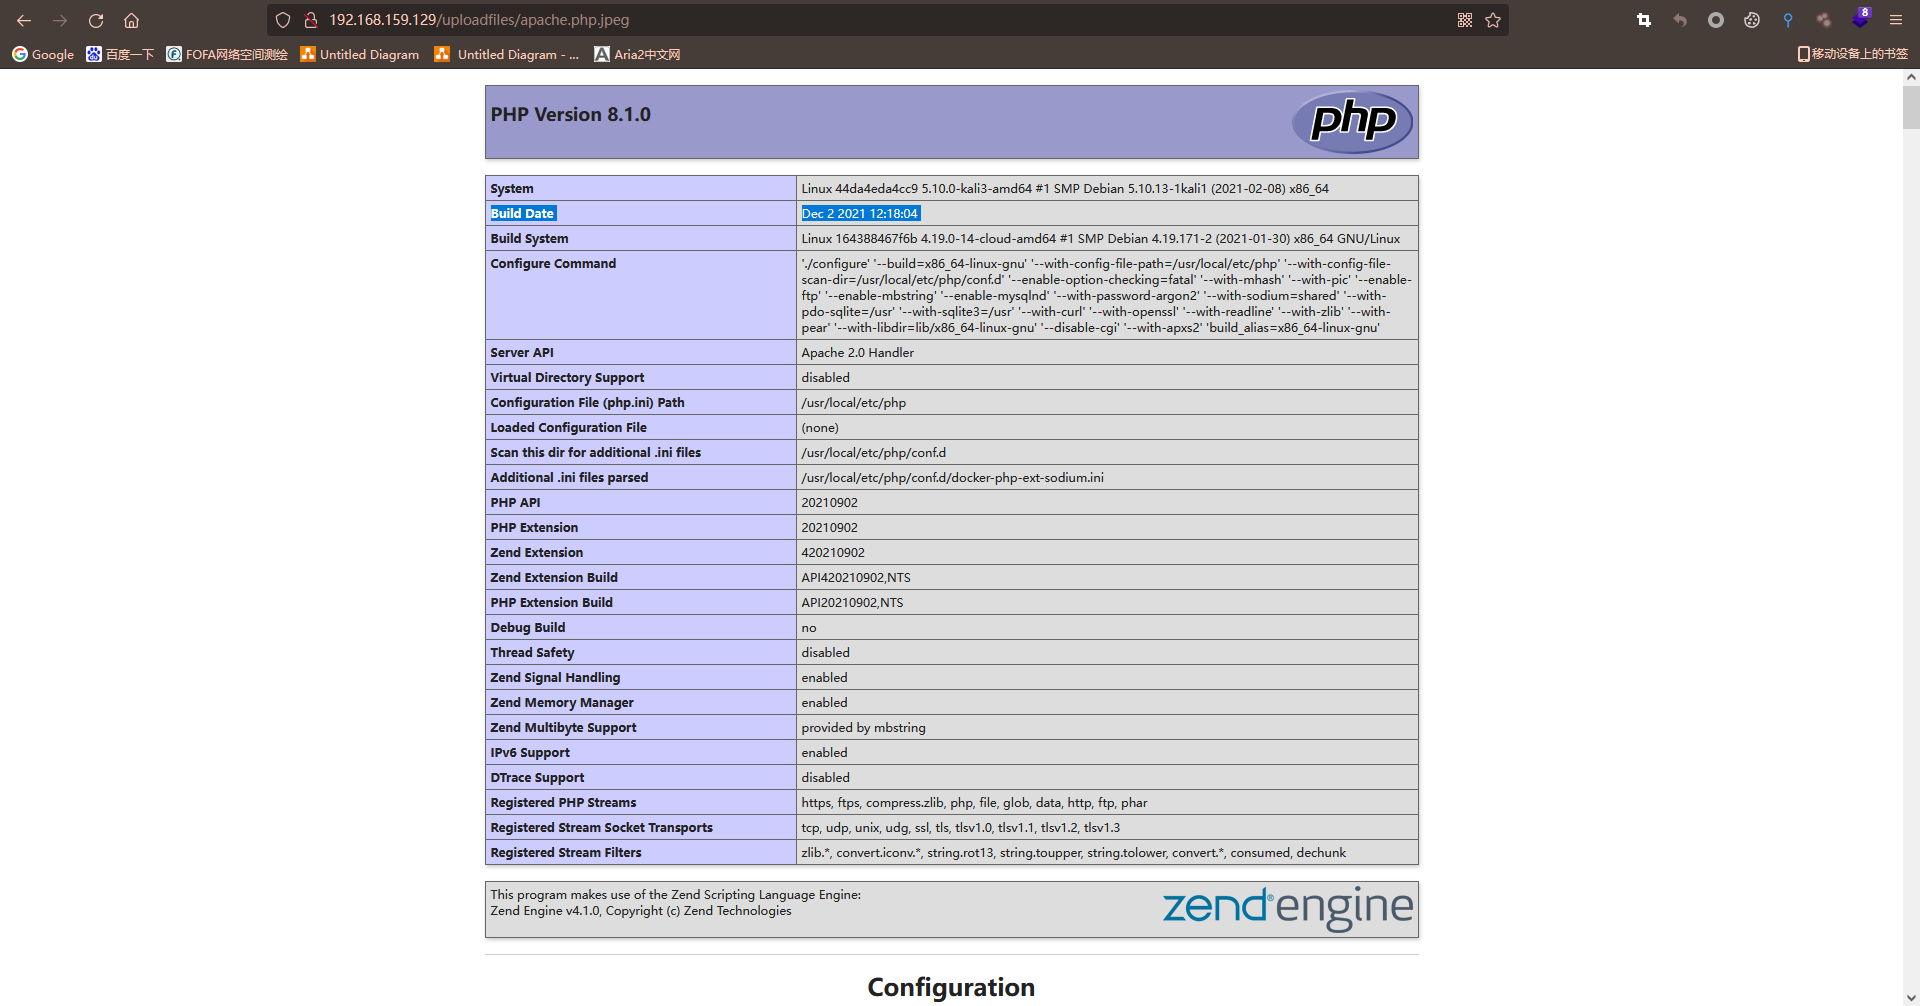 192.168.159.129/uploadfiles/apache.php.jpeg
8
Google 百度一下 FOFA网络空间测绘 Untitled Diagram Untitled Diagram - ... Aria2中文网 移动设备上的书签
PHP Version 8.1.0
php
System Linux 44da4eda4cc9 5.10.0-kali3-amd64 #1 SMP Debian 5.10.13-1kali1 (2021-02-08) x86_64
Build Date Dec 2 2021 12:18:04
Build System Linux 164388467f6b 4.19.0-14-cloud-amd64 #1 SMP Debian 4.19.171-2 (2021-01-30) x86_64 GNU/Linux
Configure Command './configure' '--build=x86_64-linux-gnu' '--with-config-file-path=/usr/local/etc/php' '--with-config-file-
scan-dir=/usr/local/etc/php/conf.d' '--enable-option-checking=fatal' '--with-mhash' '--with-pic' '--enable-
ftp' '--enable-mbstring' '--enable-mysqlnd' '--with-password-argon2' '--with-sodium=shared' '--with-
pdo-sqlite=/usr' '--with-sqlite3=/usr' '--with-curl' '--with-openssl' '--with-readline' '--with-zlib' '--with-
pear' '--with-libdir=lib/x86_64-linux-gnu' '--disable-cgi' '--with-apxs2' 'build_alias=x86_64-linux-gnu'
Server API Apache 2.0 Handler
Virtual Directory Support disabled
Configuration File (php.ini) Path /usr/local/etc/php
Loaded Configuration File (none)
Scan this dir for additional .ini files /usr/local/etc/php/conf.d
Additional .ini files parsed /usr/local/etc/php/conf.d/docker-php-ext-sodium.ini
PHP API 20210902
PHP Extension 20210902
Zend Extension 420210902
Zend Extension Build API420210902,NTS
PHP Extension Build API20210902,NTS
Debug Build no
Thread Safety disabled
Zend Signal Handling enabled
Zend Memory Manager enabled
Zend Multibyte Support provided by mbstring
IPv6 Support enabled
DTrace Support disabled
Registered PHP Streams https, ftps, compress.zlib, php, file, glob, data, http, ftp, phar
Registered Stream Socket Transports tcp, udp, unix, udg, ssl, tls, tlsv1.0, tlsv1.1, tlsv1.2, tlsv1.3
Registered Stream Filters zlib.*, convert.iconv.*, string.rot13, string.toupper, string.tolower, convert.*, consumed, dechunk
This program makes use of the Zend Scripting Language Engine:
Zend Engine v4.1.0, Copyright (c) Zend Technologies
zend® engine
Configuration